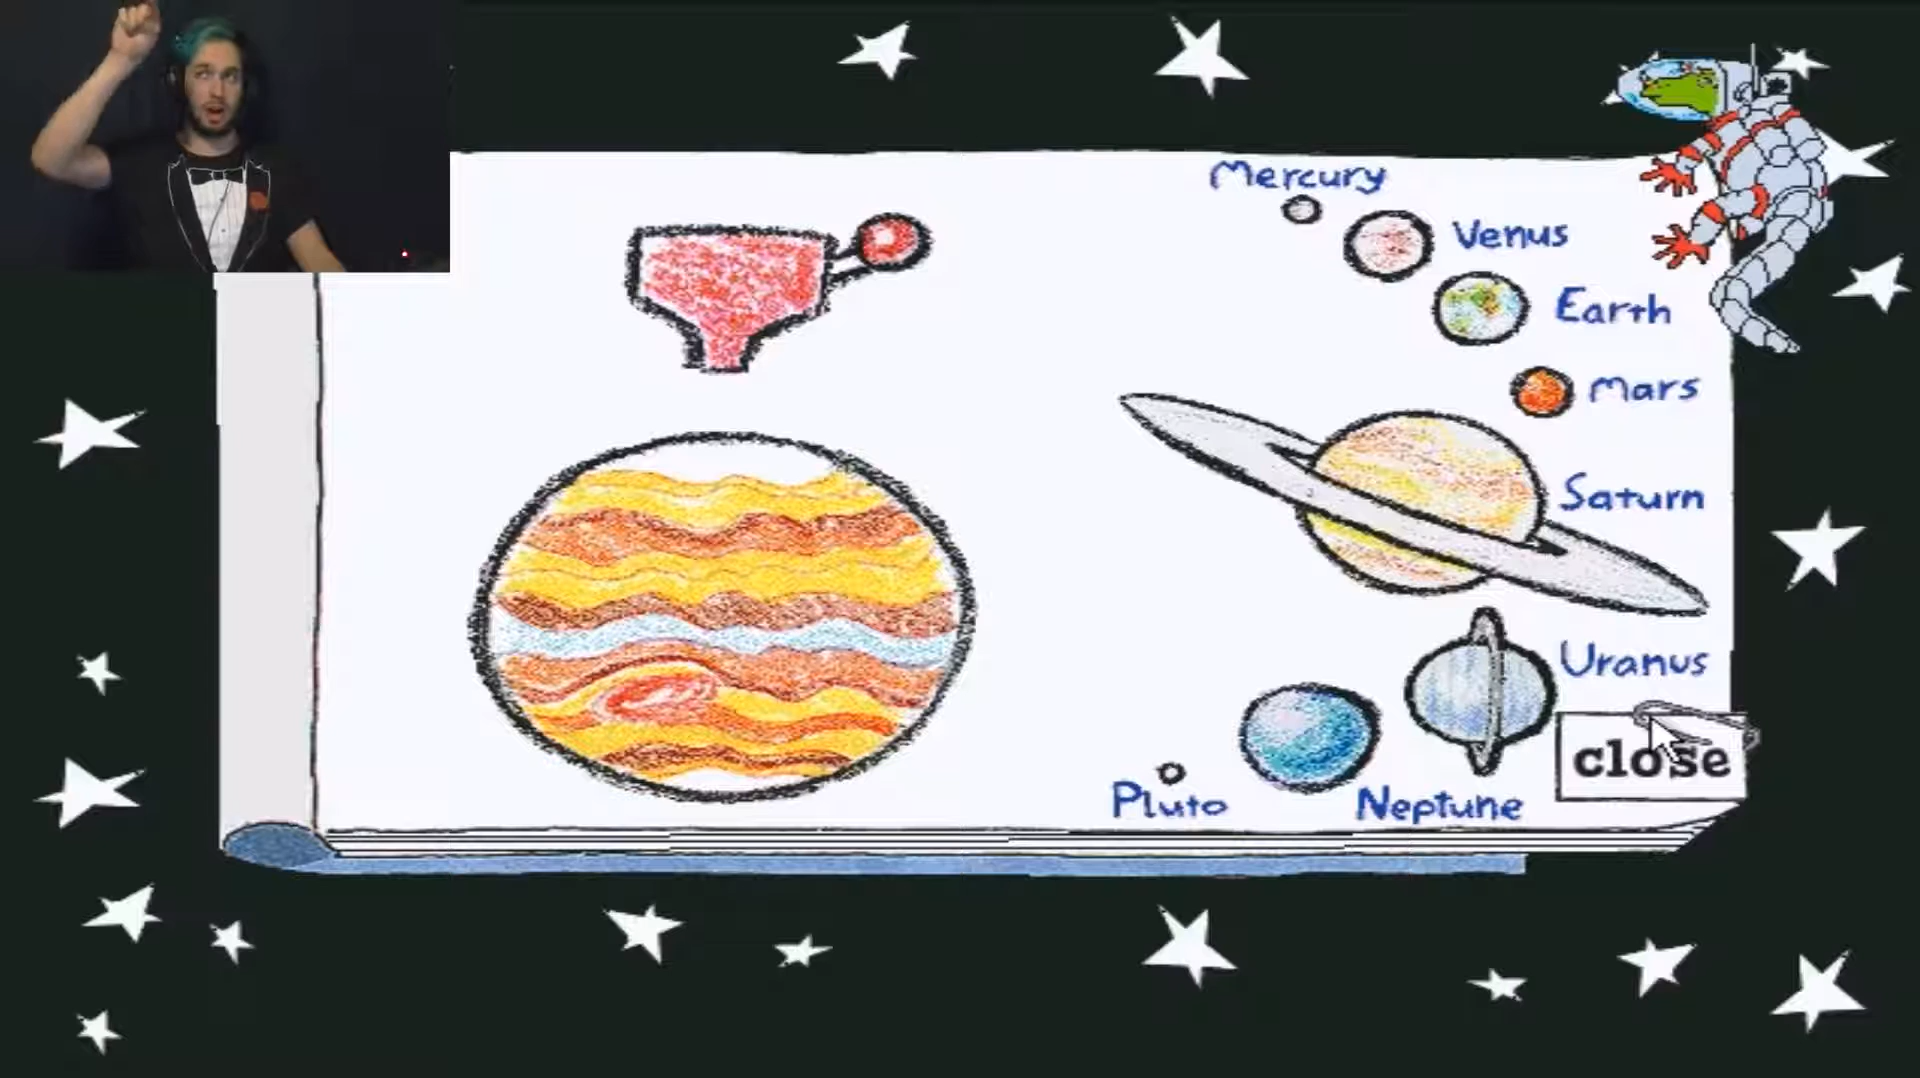 Mercury
Venus
Earth
Mars
Saturn
Uranus
close
Pluto
Neptune